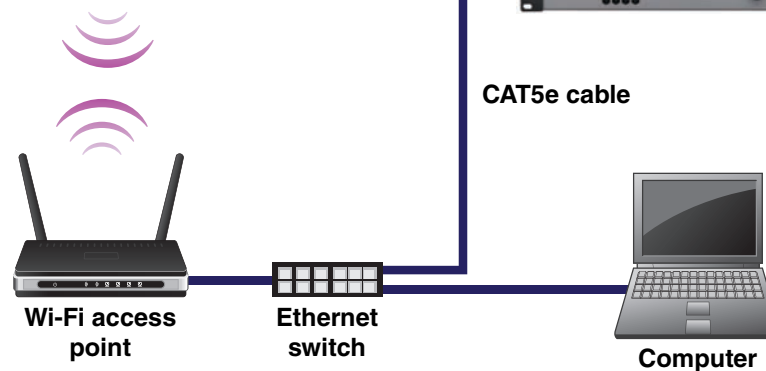 CAT5e cable
Wi-Fi access
point
Ethernet
switch
Computer